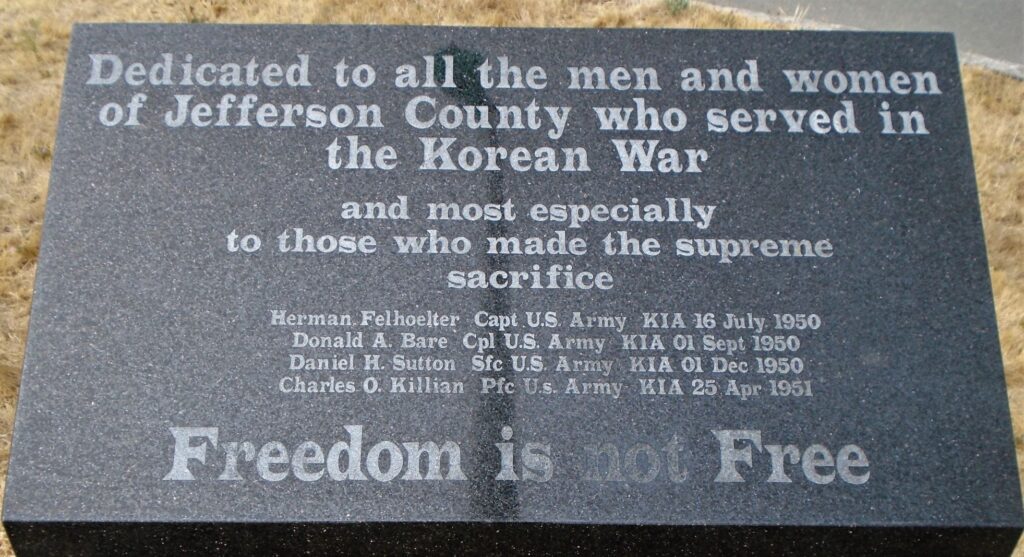 Dedicated to all the men and women
of Jefferson County who served in
the Korean War
and most especially
to those who made the supreme
sacrifice
Herman Felhoelter Capt U.S. Army KIA 16 July 1950
Donald A. Bare Cpl U.S. Army KIA 01 Sept 1950
Daniel H. Sutton Sfc U.S. Army KIA 01 Dec 1950
Charles O. Killian Pfc U.s. Army KIA 25 Apr 1951
Freedom is not Free